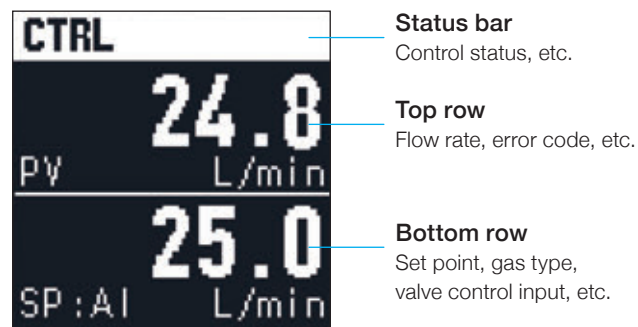 CTRL
24.8
PV L/min
25.0
SP:AI L/min
Status bar
Control status, etc.
Top row
Flow rate, error code, etc.
Bottom row
Set point, gas type,
valve control input, etc.